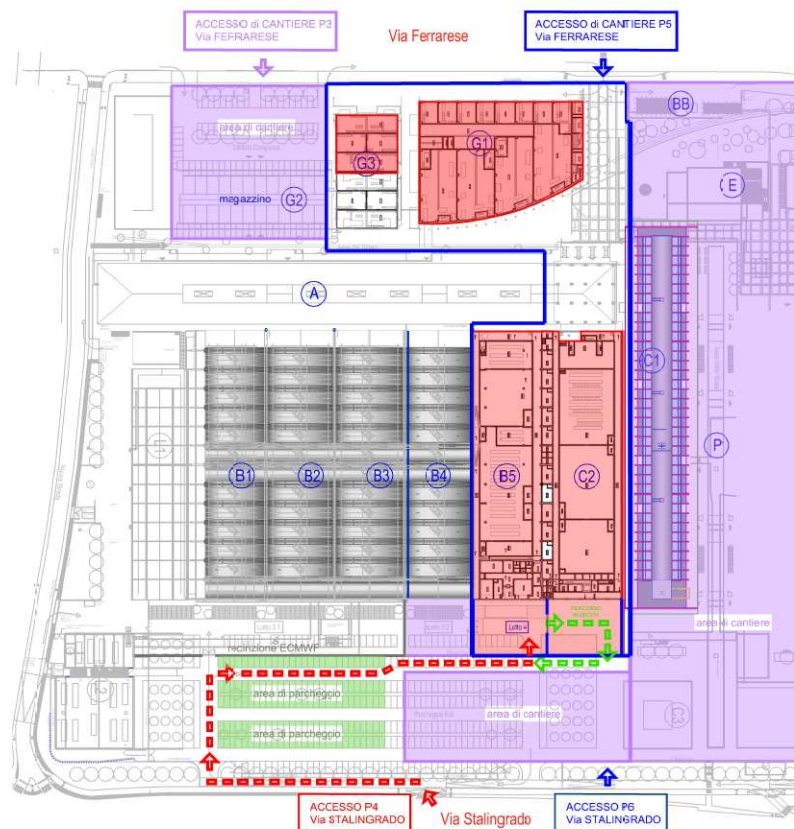 ACCESSO di CANTIERE P3
Via FERRARESE
Via Ferrarese
ACCESSO di CANTIERE P5
Via FERRARESE
BB
area di cantiere
G3
G1
E
magazzino
G2
A
C1
U1
P
B1
B2
B3
B4
B5
C2
Lotto 4
area di cantiere
recinzione ECMWF
area di parcheggio
area di cantiere
area di parcheggio
ACCESSO P4
Via STALINGRADO
Via Stalingrado
ACCESSO P6
Via STALINGRADO